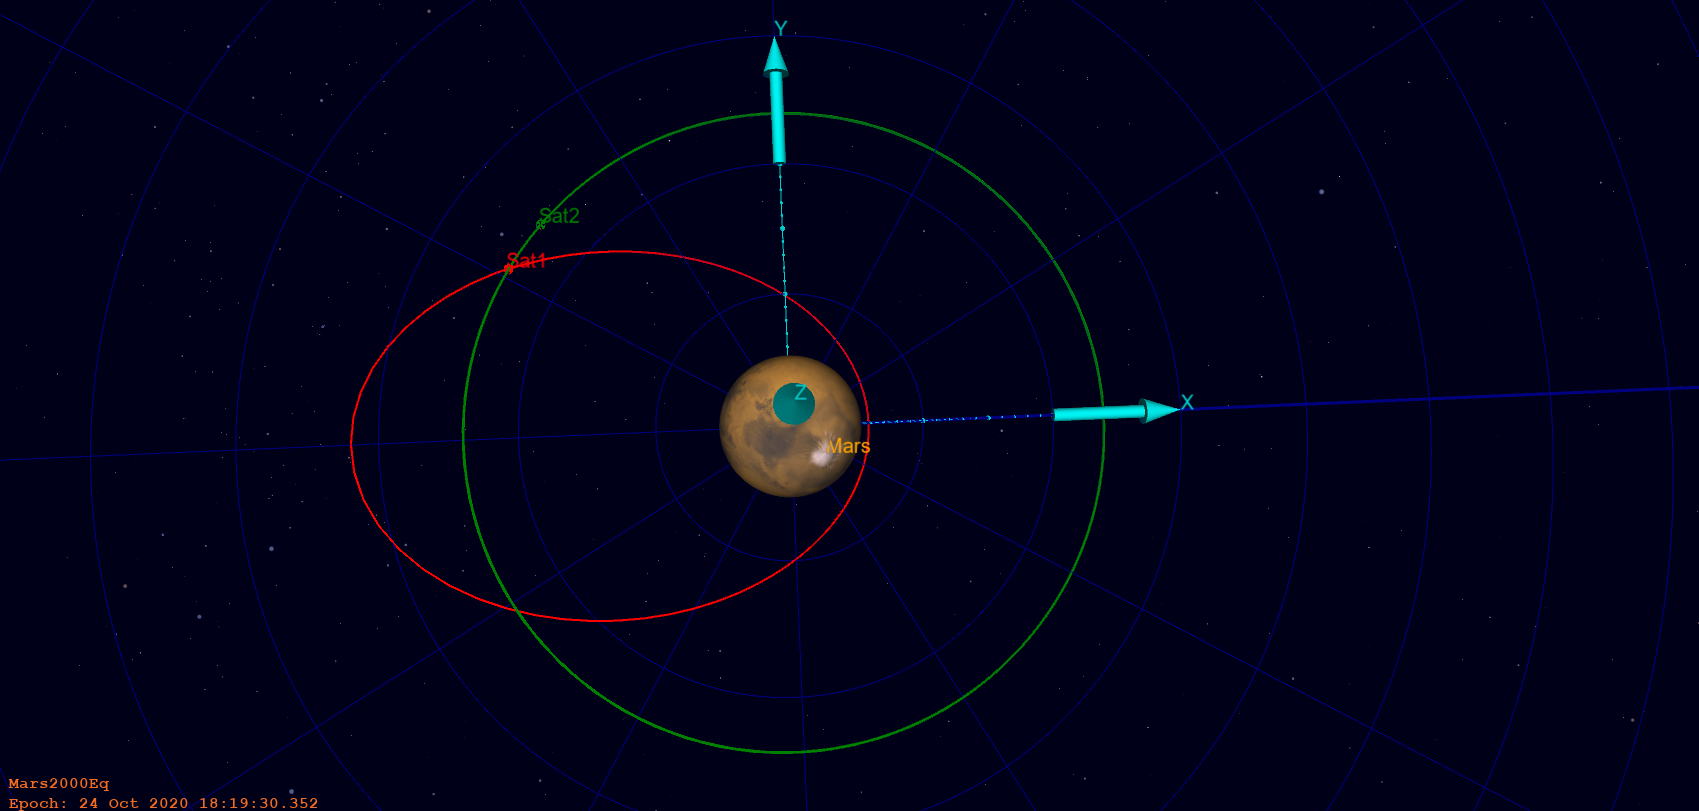 Y
Sat2
Sat1
Z
X
Mars
Mars2000Eq
Epoch: 24 Oct 2020 18:19:30.352